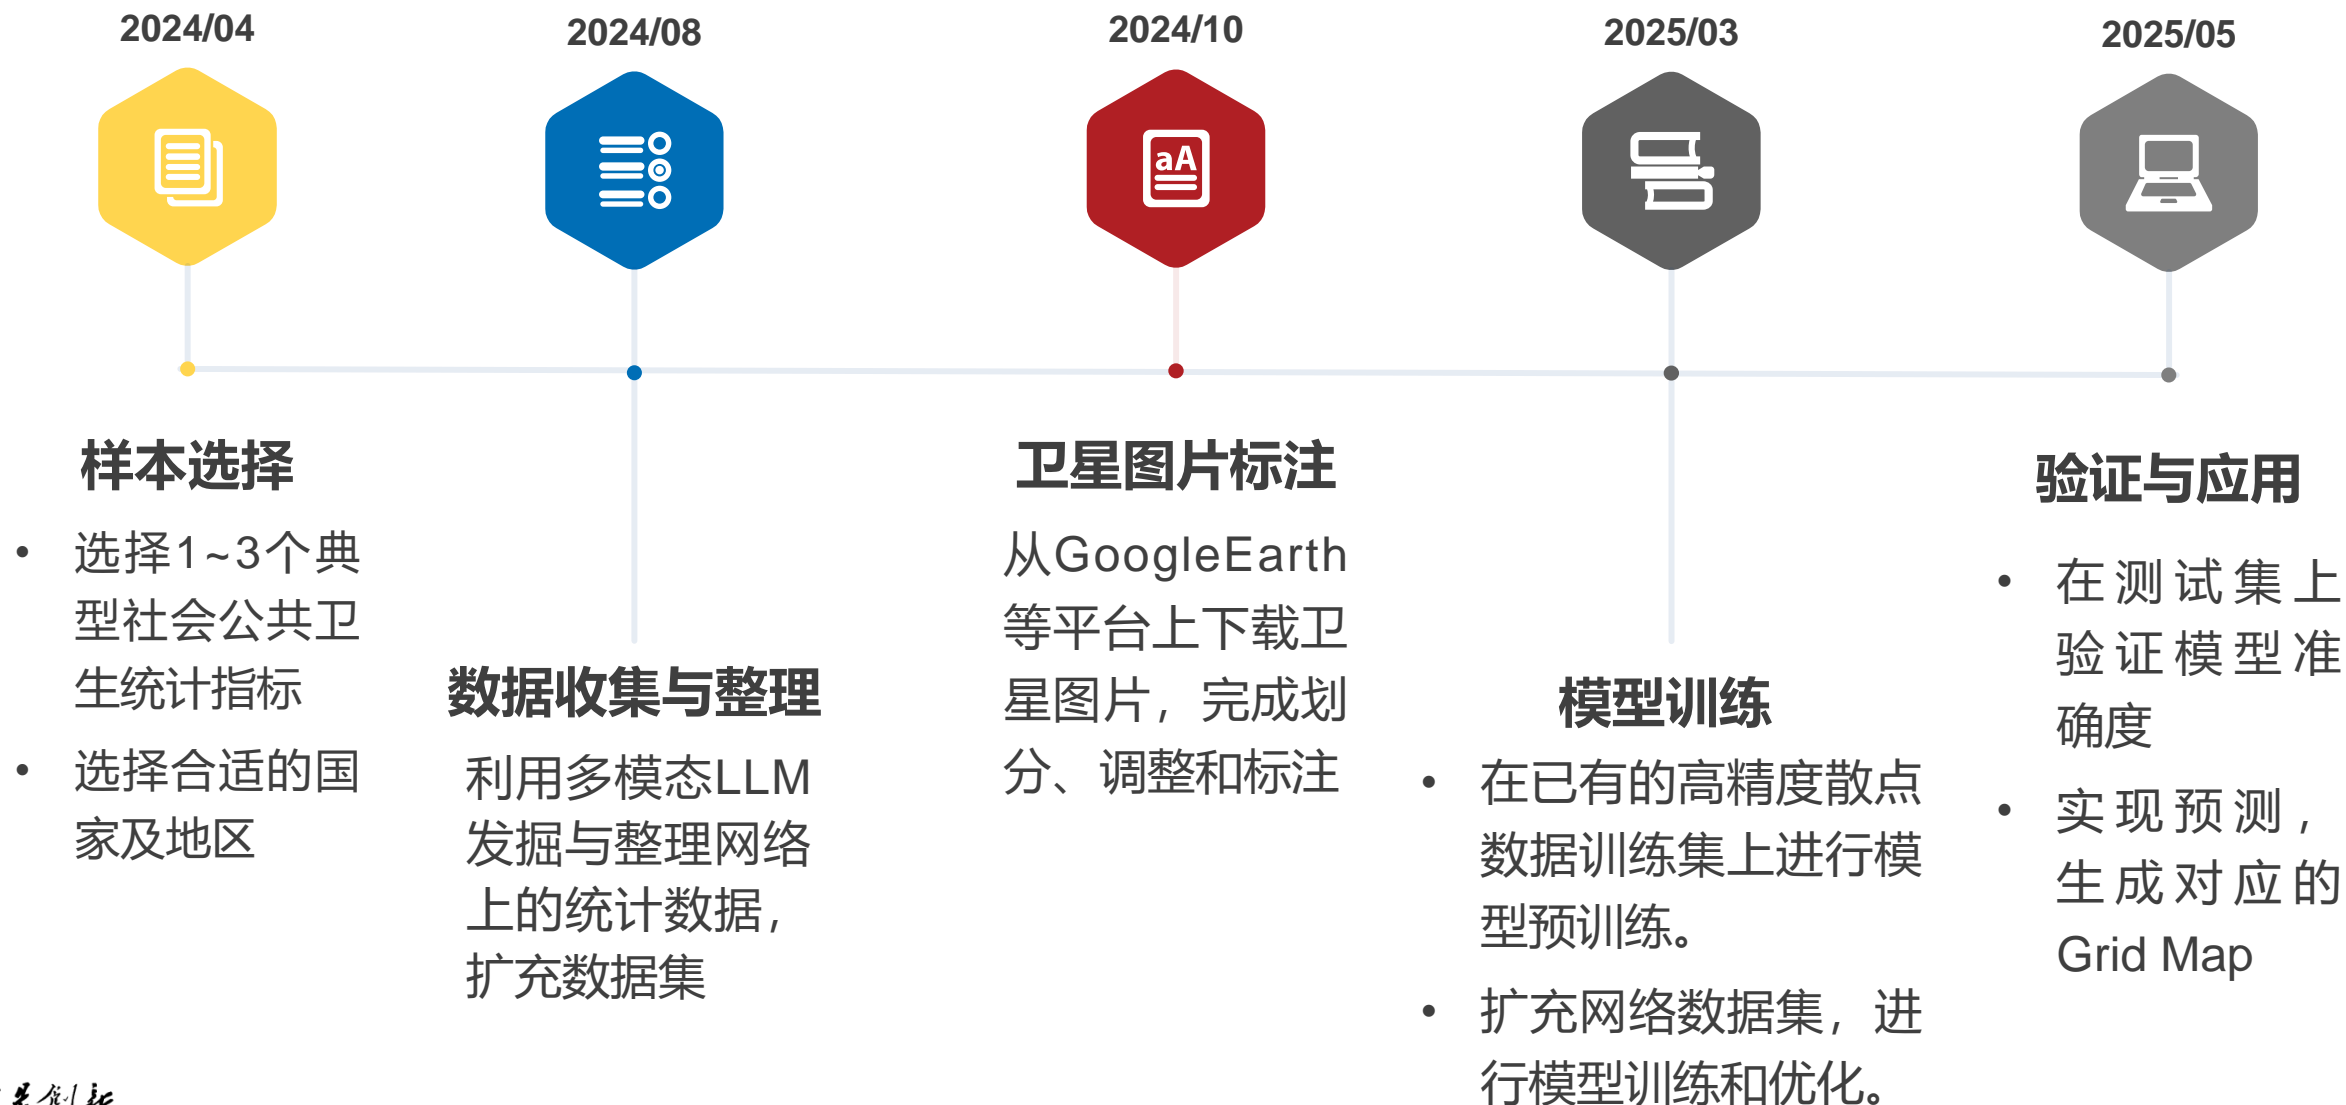 2024/04
2024/08
2024/10
2025/03
2025/05
aA
样本选择
• 选择1~3个典
型社会公共卫
生统计指标
• 选择合适的国
家及地区
数据收集与整理
利用多模态LLM
发掘与整理网络
上的统计数据，
扩充数据集
卫星图片标注
从GoogleEarth
等平台上下载卫
星图片，完成划
分、调整和标注
模型训练
• 在已有的高精度散点
数据训练集上进行模
型预训练。
• 扩充网络数据集，进
行模型训练和优化。
验证与应用
• 在测试集上
验证模型准
确度
• 实现预测，
生成对应的
Grid Map
创新